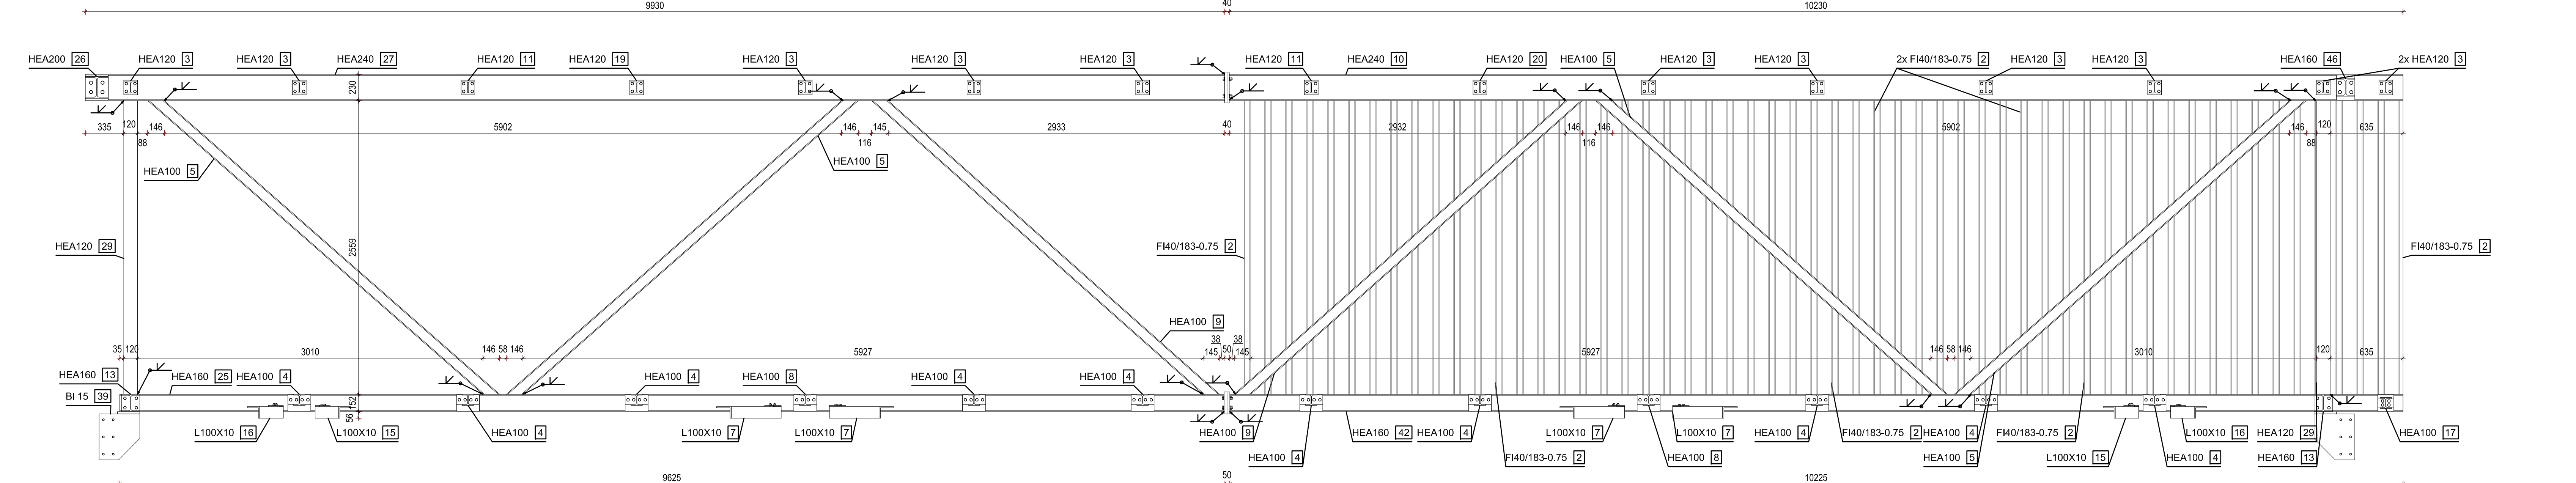 9930 40 10230
HEA200 26 HEA120 3 HEA120 3 HEA240 27 HEA120 11 HEA120 19 HEA120 3 HEA120 3 HEA120 3 HEA120 11 HEA240 10 HEA120 20 HEA100 5 HEA120 3 HEA120 3 2x FI40/183-0.75 2 HEA120 3 HEA120 3 HEA160 46 2x HEA120 3
230
335 120 146 5902 146 145 2933 40 2932 146 146 5902 146 120 635
88 116 116 88
HEA100 5 HEA100 5
HEA120 29 2559 FI40/183-0.75 2 FI40/183-0.75 2
HEA100 9
38 38
35 120 3010 146 58 146 5927 145 50 145 5927 146 58 146 3010 120 635
HEA160 13 HEA160 25 HEA100 4 HEA100 4 HEA100 8 HEA100 4 HEA100 4
BI 15 39 152
56
L100X10 16 L100X10 15 HEA100 4 L100X10 7 L100X10 7 HEA100 9 HEA160 42 HEA100 4 L100X10 7 L100X10 7 HEA100 4 FI40/183-0.75 2 HEA100 4 FI40/183-0.75 2 L100X10 16 HEA120 29 HEA100 17
HEA100 4 FI40/183-0.75 2 HEA100 8 HEA100 5 L100X10 15 HEA100 4 HEA160 13
9625 50 10225